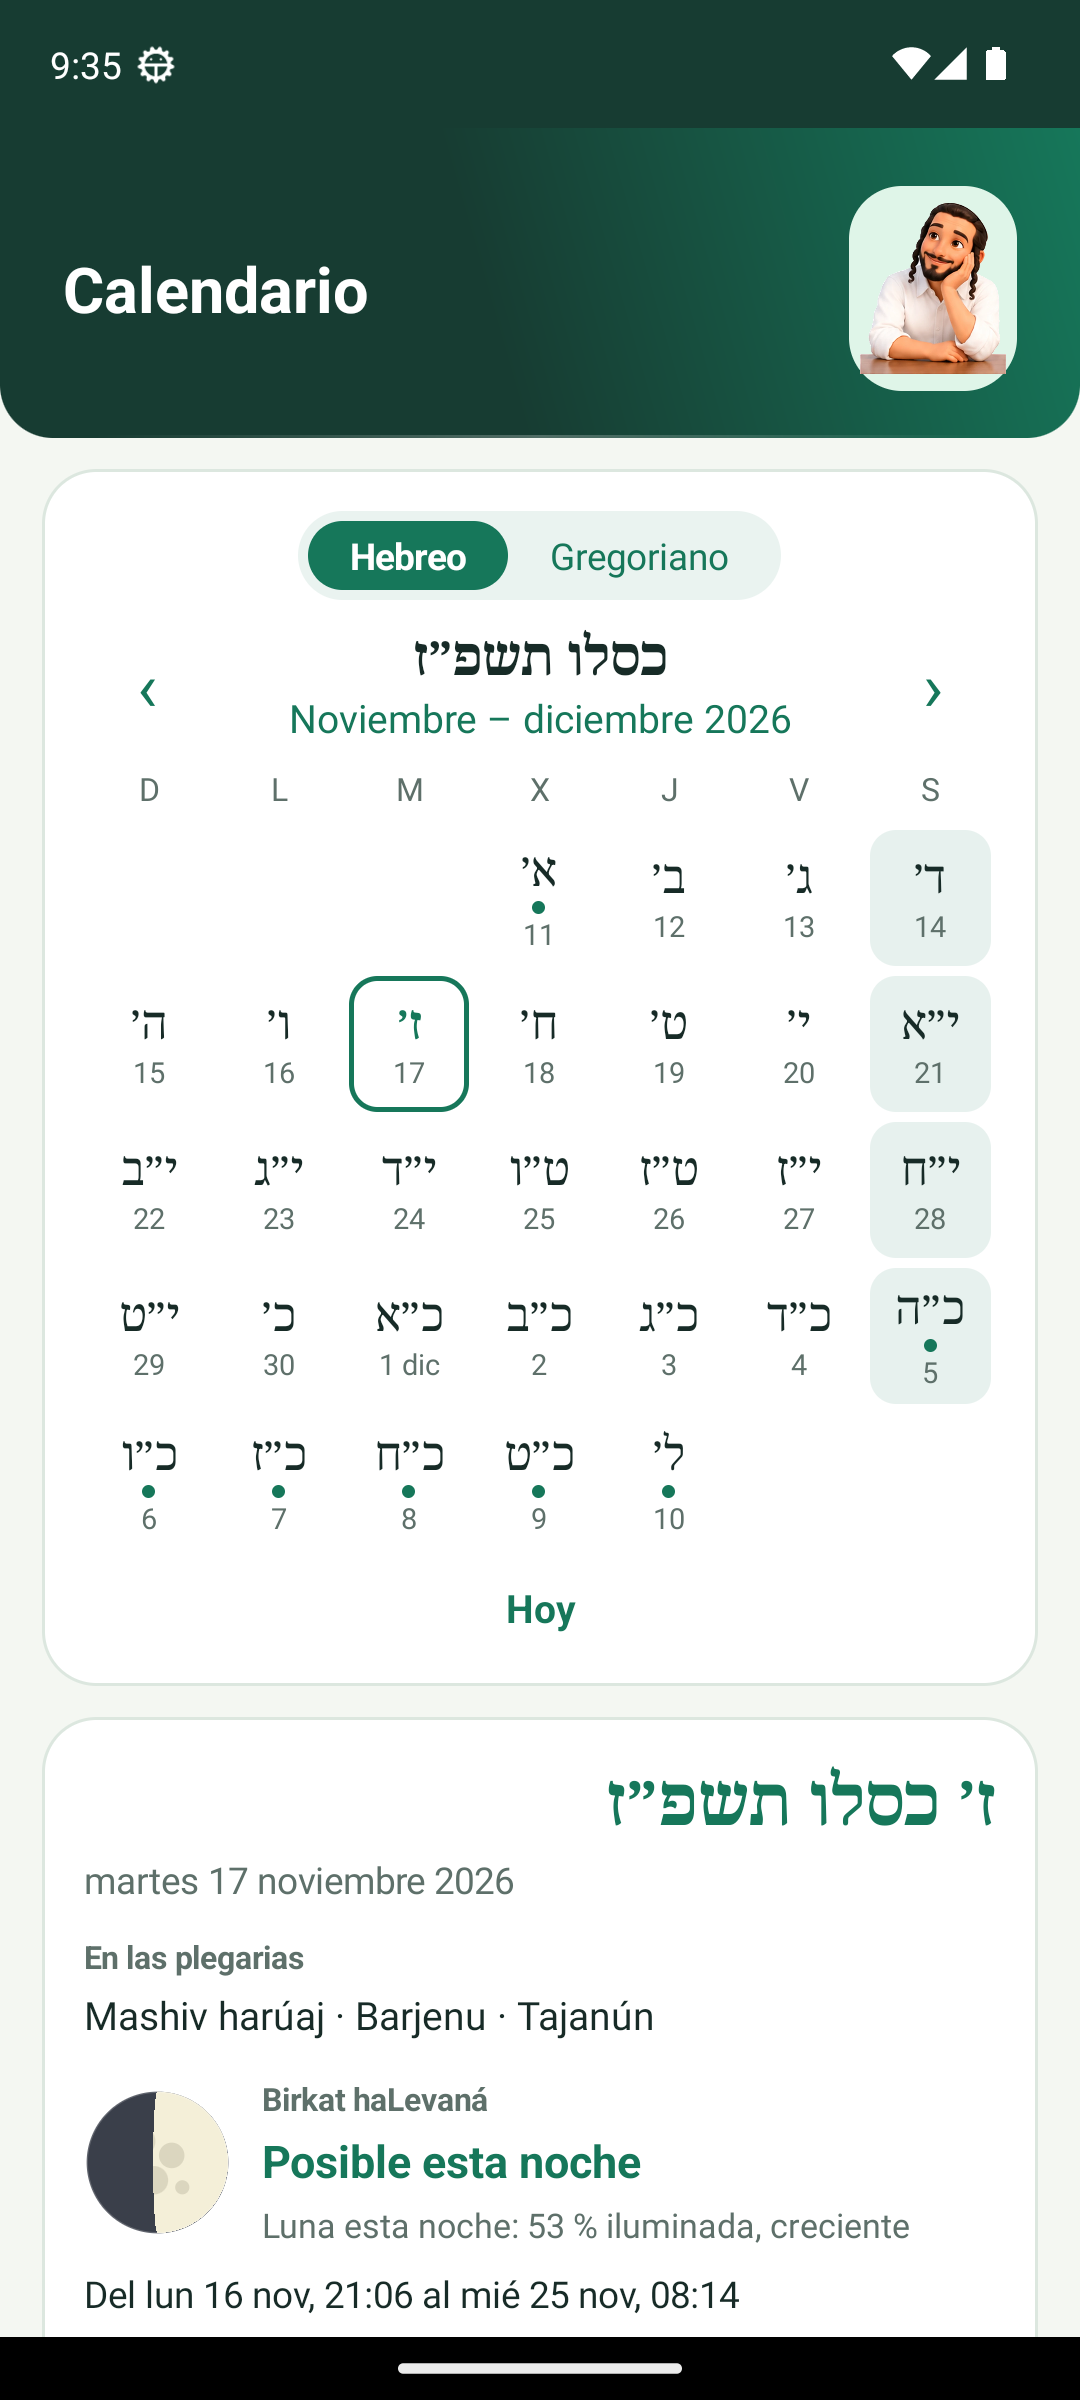 9:35
Calendario
Hebreo Gregoriano
כסלו תשפ״ז
‹ ›
Noviembre – diciembre 2026
D L M X J V S
א׳ ב׳ ג׳ ד׳
11 12 13 14
ה׳ ו׳ ז׳ ח׳ ט׳ י׳ י״א
15 16 17 18 19 20 21
י״ב י״ג י״ד ט״ו ט״ז י״ז י״ח
22 23 24 25 26 27 28
י״ט כ׳ כ״א כ״ב כ״ג כ״ד כ״ה
29 30 1 dic 2 3 4 5
כ״ו כ״ז כ״ח כ״ט ל׳
6 7 8 9 10
Hoy
ז׳ כסלו תשפ״ז
martes 17 noviembre 2026
En las plegarias
Mashiv harúaj · Barjenu · Tajanún
Birkat haLevaná
Posible esta noche
Luna esta noche: 53 % iluminada, creciente
Del lun 16 nov, 21:06 al mié 25 nov, 08:14